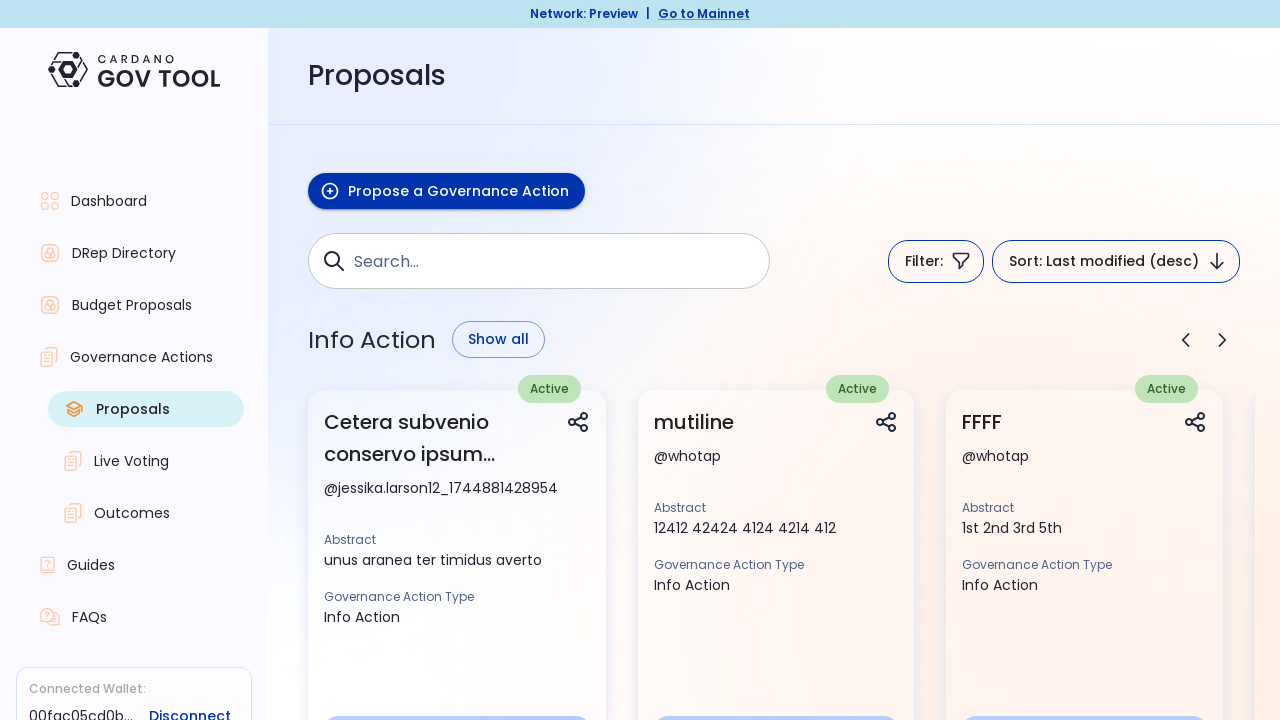 Network: Preview | Go to Mainnet
CARDANO
GOV TOOL
Dashboard
DRep Directory
Budget Proposals
Governance Actions
Proposals
Live Voting
Outcomes
Guides
FAQs
Connected Wallet:
00fac05cd0b... Disconnect
Proposals
Propose a Governance Action
Search...
Filter:
Sort: Last modified (desc)
Info Action
Show all
Active
Cetera subvenio
conservo ipsum...
@jessika.larson12_1744881428954
Abstract
unus aranea ter timidus averto
Governance Action Type
Info Action
Active
mutiline
@whotap
Abstract
12412 42424 4124 4214 412
Governance Action Type
Info Action
Active
FFFF
@whotap
Abstract
1st 2nd 3rd 5th
Governance Action Type
Info Action